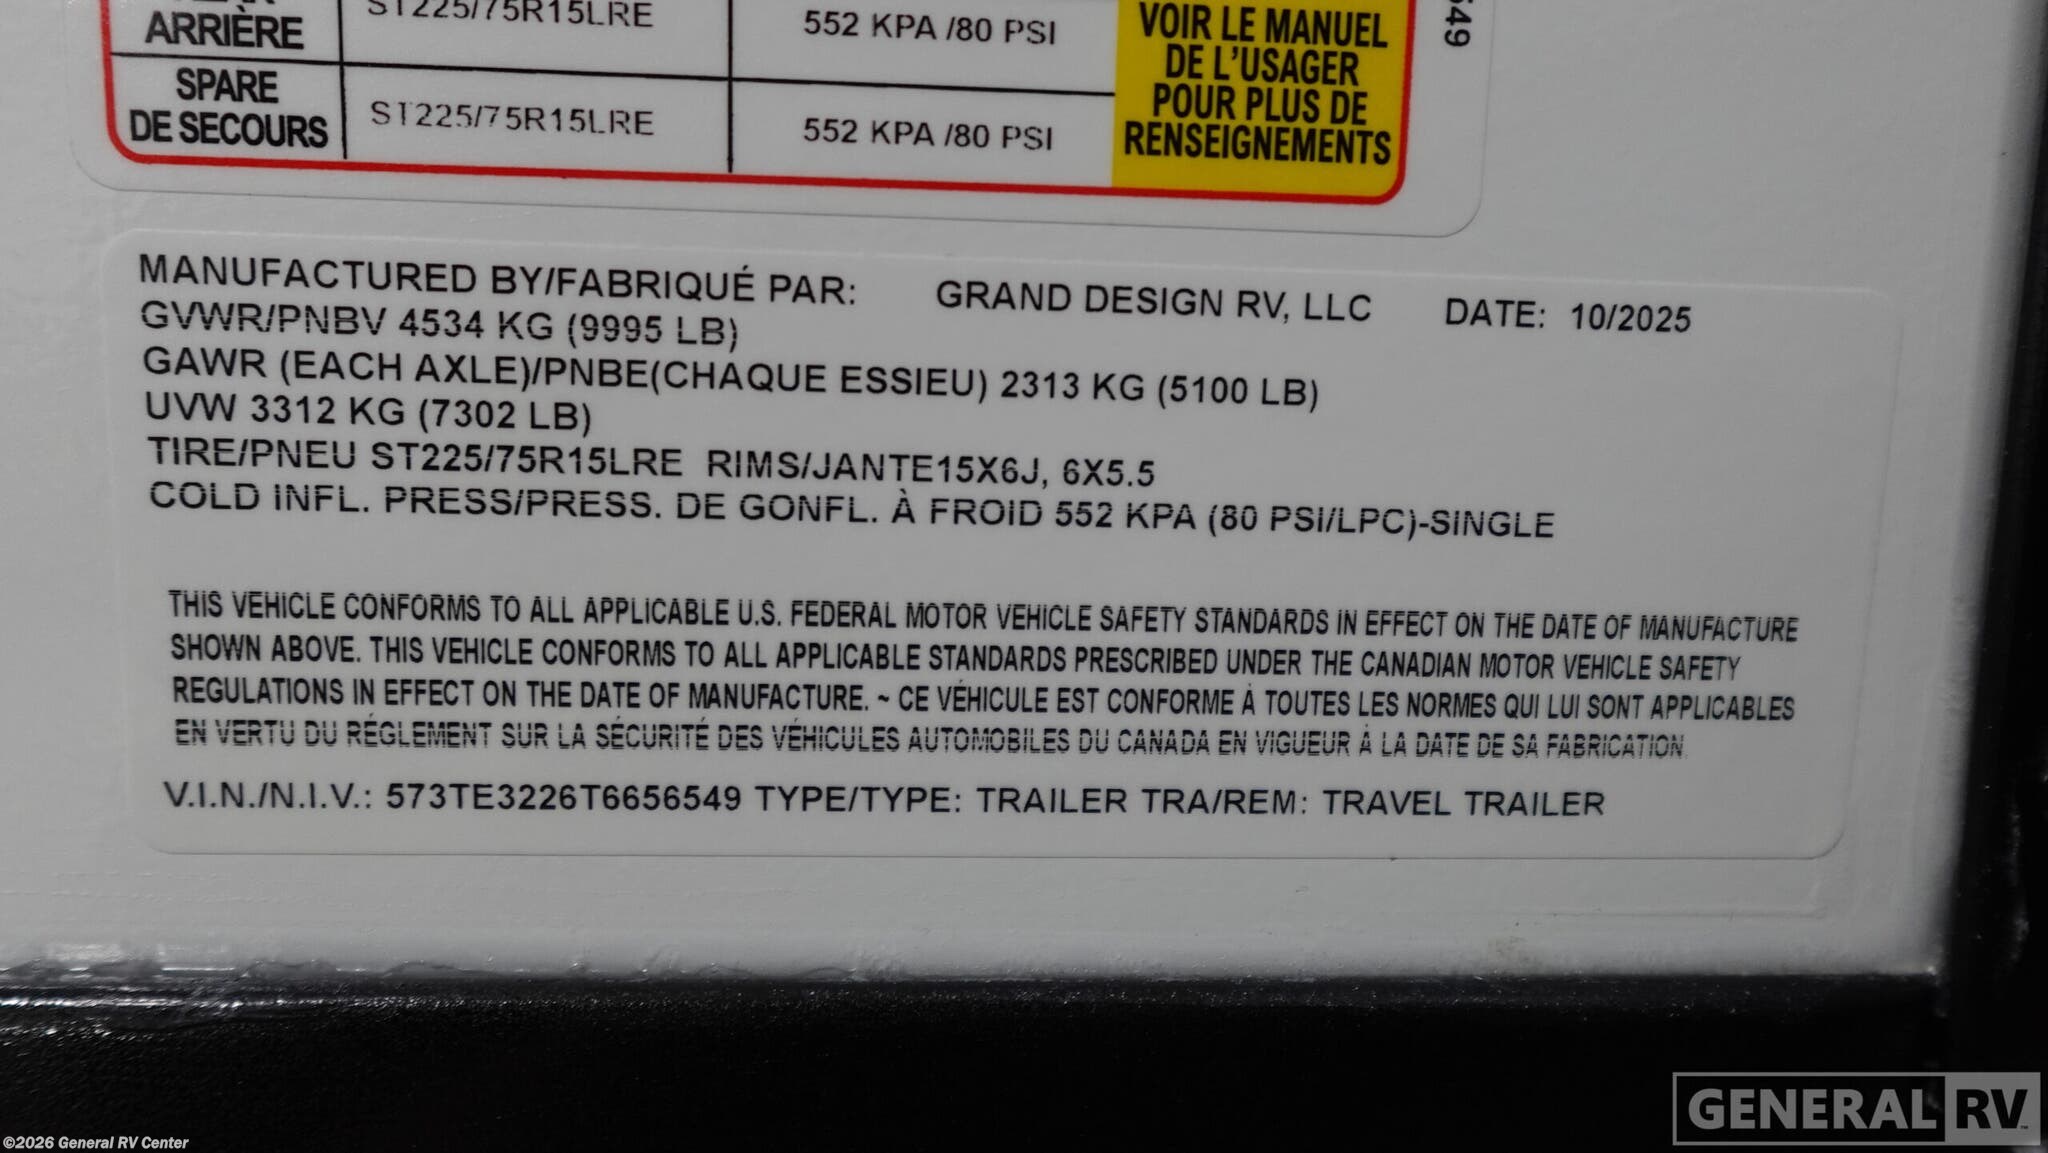 ARRIÈRE
ST225/75R15LRE
552 KPA /80 PSI
SPARE
DE SECOURS
ST225/75R15LRE
552 KPA /80 PSI
VOIR LE MANUEL
DE L'USAGER
POUR PLUS DE
RENSEIGNEMENTS
MANUFACTURED BY/FABRIQUÉ PAR: GRAND DESIGN RV, LLC DATE: 10/2025
GVWR/PNBV 4534 KG (9995 LB)
GAWR (EACH AXLE)/PNBE(CHAQUE ESSIEU) 2313 KG (5100 LB)
UVW 3312 KG (7302 LB)
TIRE/PNEU ST225/75R15LRE RIMS/JANTE15X6J, 6X5.5
COLD INFL. PRESS/PRESS. DE GONFL. À FROID 552 KPA (80 PSI/LPC)-SINGLE
THIS VEHICLE CONFORMS TO ALL APPLICABLE U.S. FEDERAL MOTOR VEHICLE SAFETY STANDARDS IN EFFECT ON THE DATE OF MANUFACTURE
SHOWN ABOVE. THIS VEHICLE CONFORMS TO ALL APPLICABLE STANDARDS PRESCRIBED UNDER THE CANADIAN MOTOR VEHICLE SAFETY
REGULATIONS IN EFFECT ON THE DATE OF MANUFACTURE. ~ CE VÉHICULE EST CONFORME À TOUTES LES NORMES QUI LUI SONT APPLICABLES
EN VERTU DU RÉGLEMENT SUR LA SÉCURITÉ DES VÉHICULES AUTOMOBILES DU CANADA EN VIGUEUR À LA DATE DE SA FABRICATION.
V.I.N./N.I.V.: 573TE3226T6656549 TYPE/TYPE: TRAILER TRA/REM: TRAVEL TRAILER
GENERAL RV
©2026 General RV Center